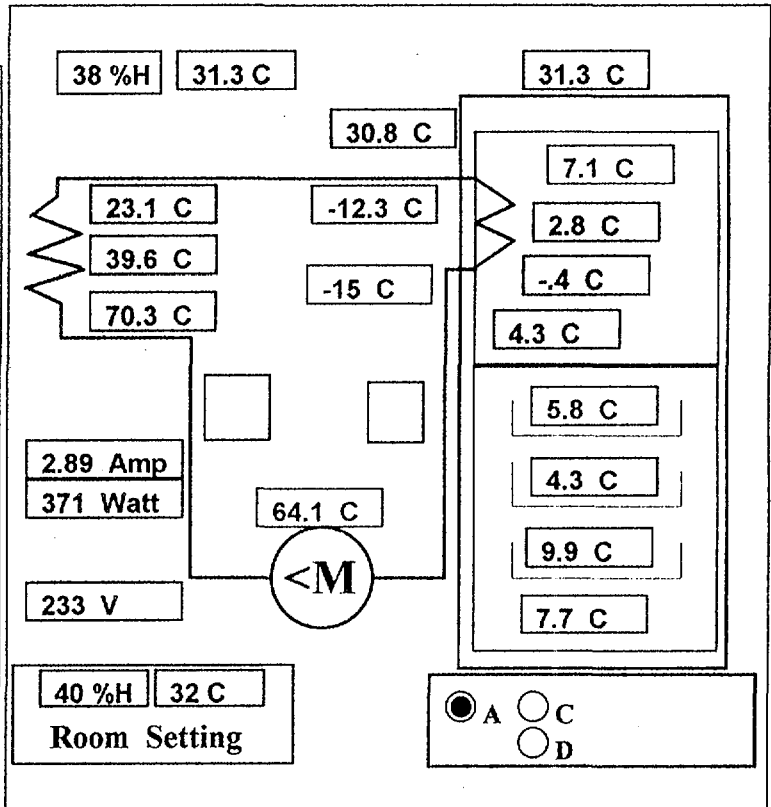 38 %H 31.3 C 31.3 C
30.8 C
7.1 C
23.1 C -12.3 C 2.8 C
39.6 C
-15 C -.4 C
70.3 C 4.3 C
5.8 C
2.89 Amp 4.3 C
371 Watt 64.1 C
9.9 C
<M
233 V 7.7 C
40 %H 32 C
Room Setting
A C
D